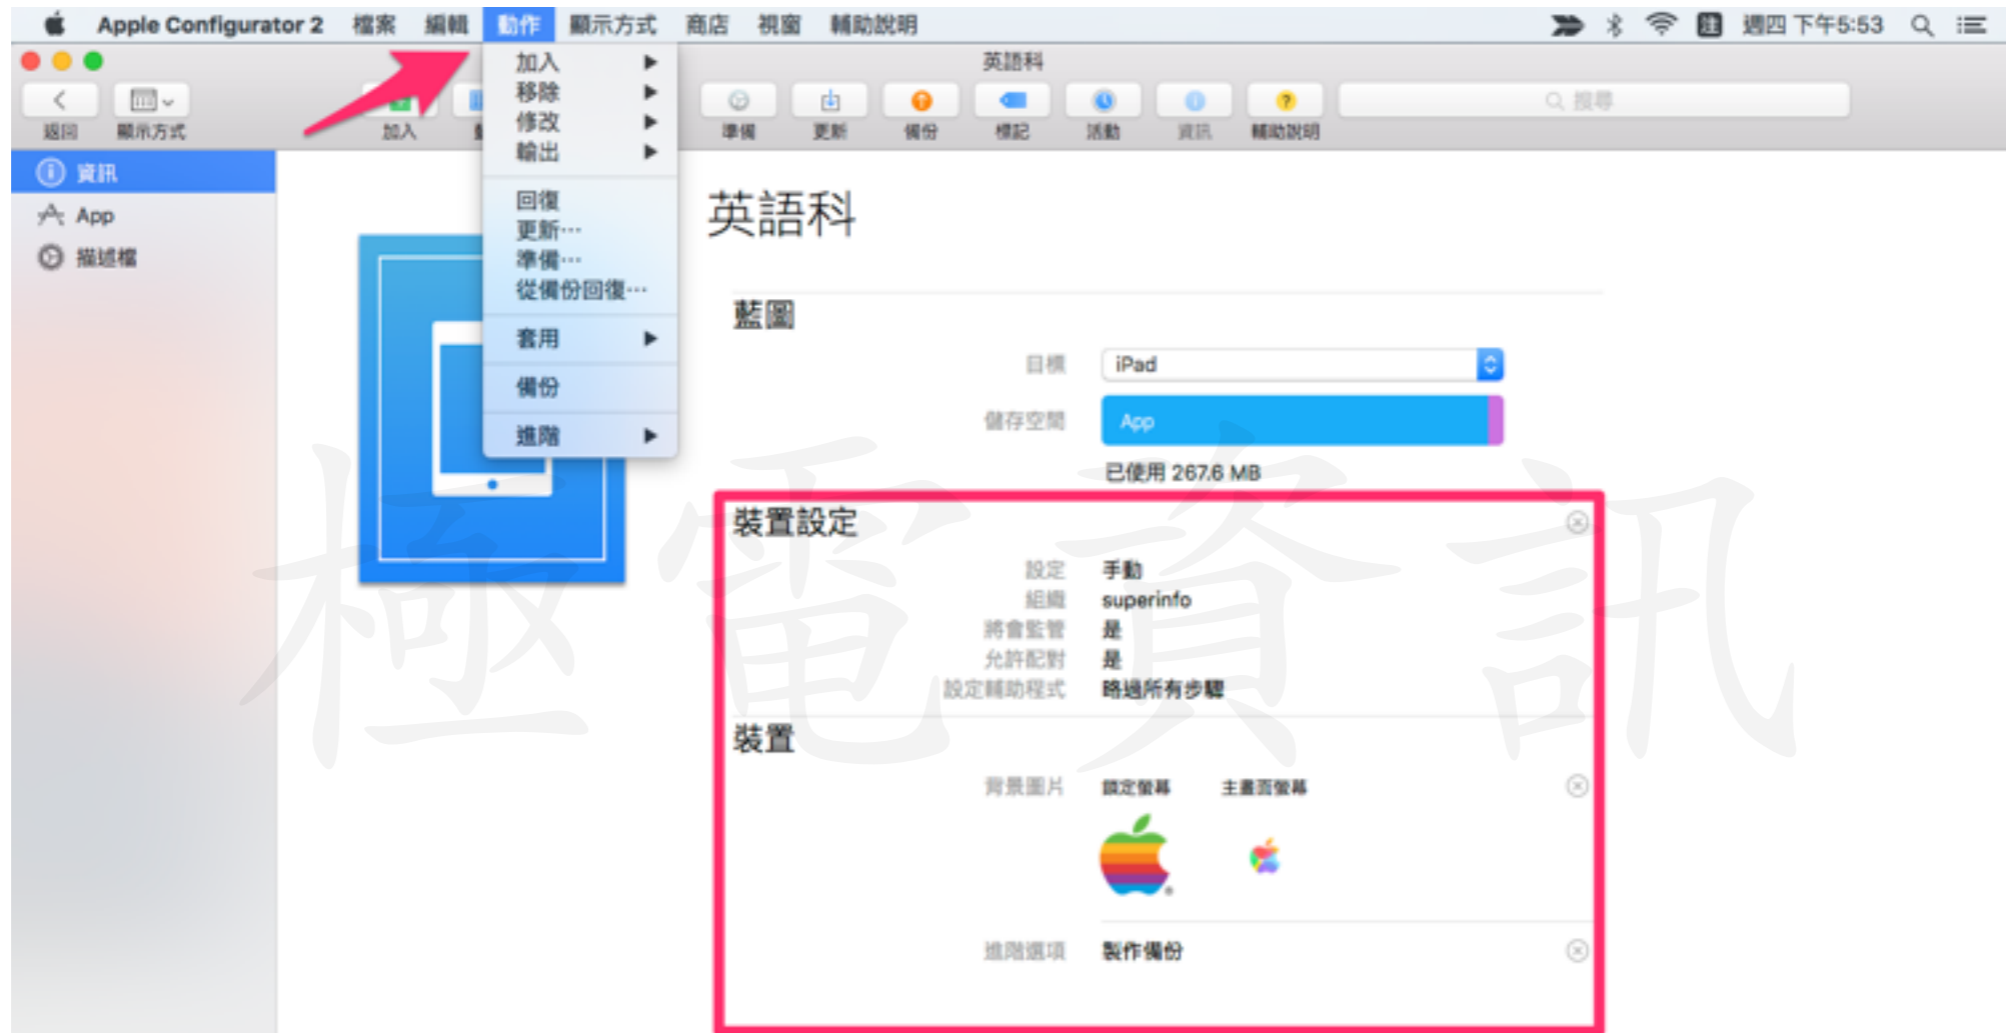 Apple Configurator 2 檔案 編輯 動作 顯示方式 商店 視窗 輔助說明 週四 下午5:53
英語科
搜尋
返回 顯示方式 加入 準備 更新 備份 標記 活動 資訊 輔助說明
加入
移除
修改
輸出
回復
更新⋯
準備⋯
從備份回復⋯
套用
備份
進階
資訊
App
描述檔
英語科
藍圖
目標 iPad
儲存空間 App
已使用 267.6 MB
裝置設定
設定 手動
組織 superinfo
將會監管 是
允許配對 是
設定輔助程式 略過所有步驟
裝置
背景圖片 鎖定螢幕 主畫面螢幕
進階選項 製作備份
極電資訊